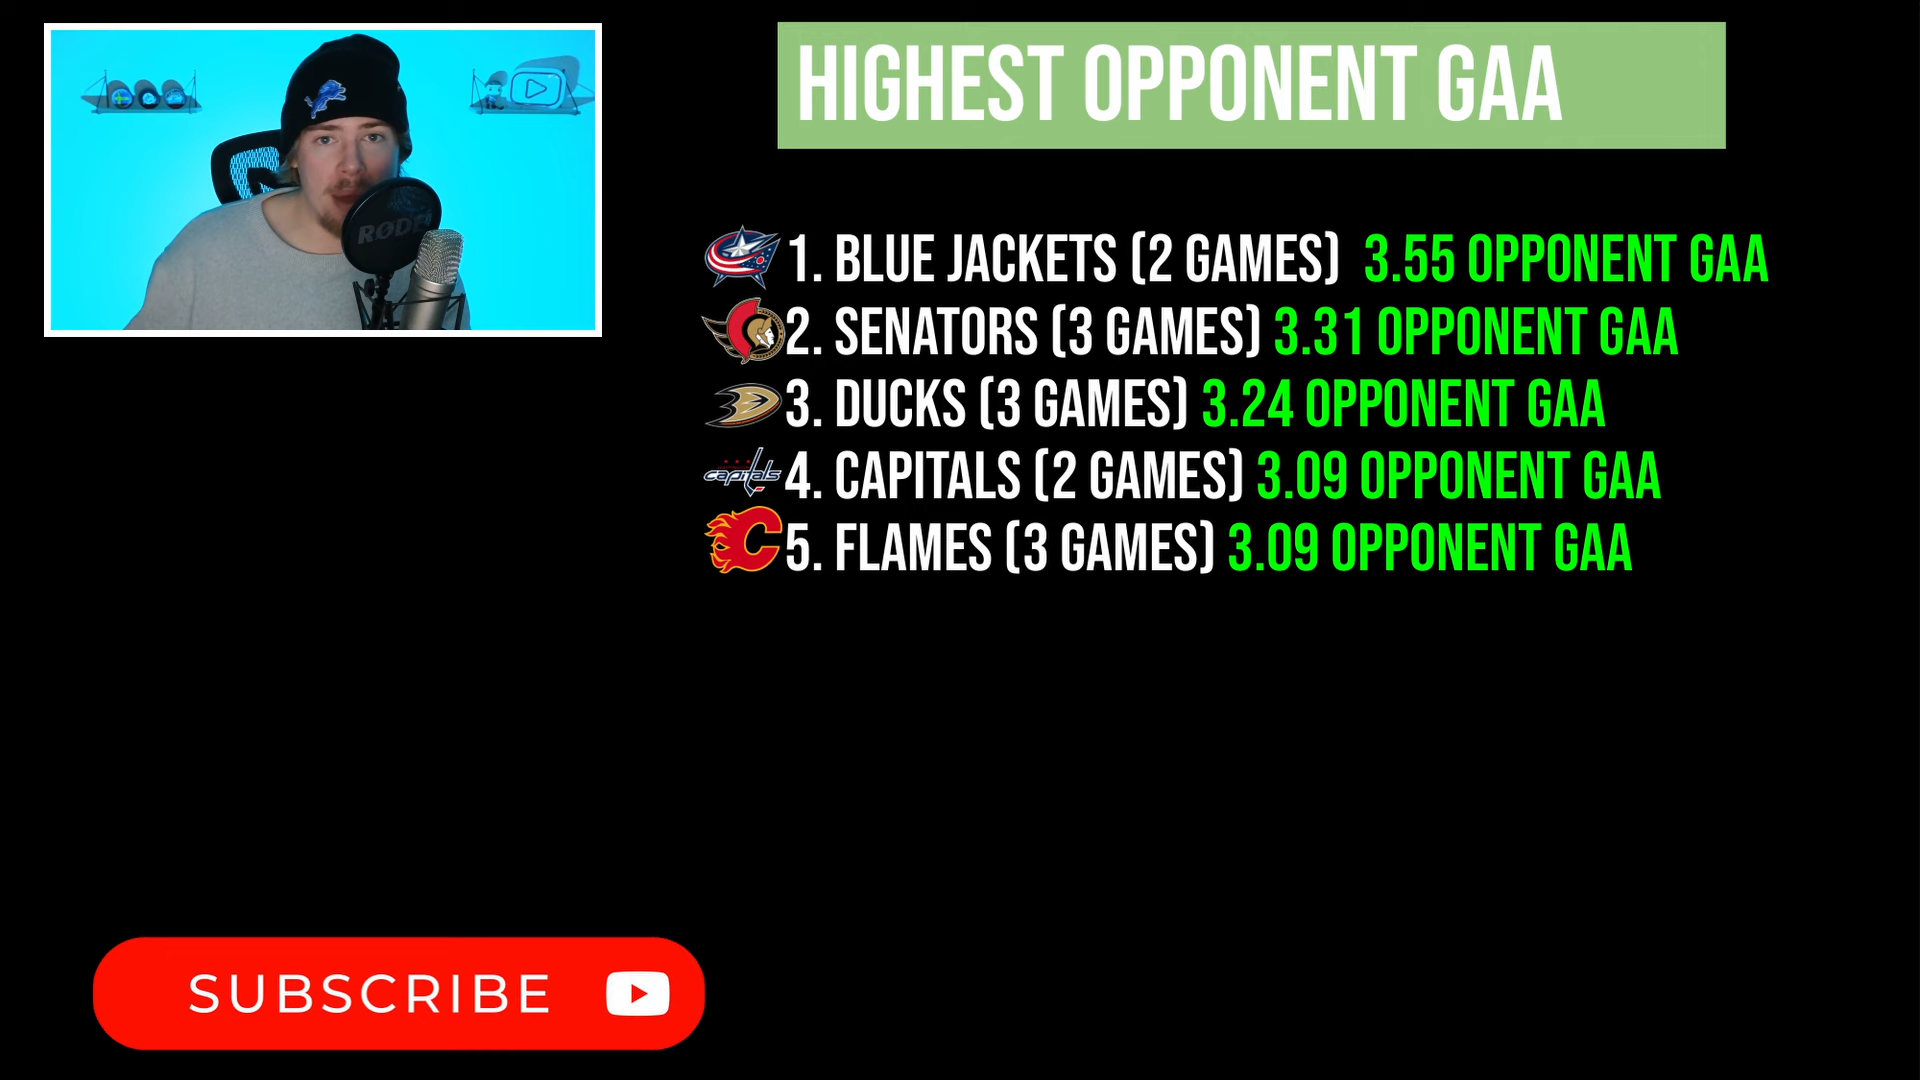 HIGHEST OPPONENT GAA
RØDE
1. BLUE JACKETS (2 GAMES) 3.55 OPPONENT GAA
2. SENATORS (3 GAMES) 3.31 OPPONENT GAA
3. DUCKS (3 GAMES) 3.24 OPPONENT GAA
capitals
4. CAPITALS (2 GAMES) 3.09 OPPONENT GAA
5. FLAMES (3 GAMES) 3.09 OPPONENT GAA
SUBSCRIBE